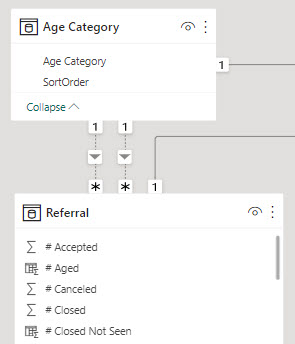 Age Category
1
Age Category
SortOrder
Collapse
1 1
* * 1
Referral
# Accepted
# Aged
# Canceled
# Closed
# Closed Not Seen